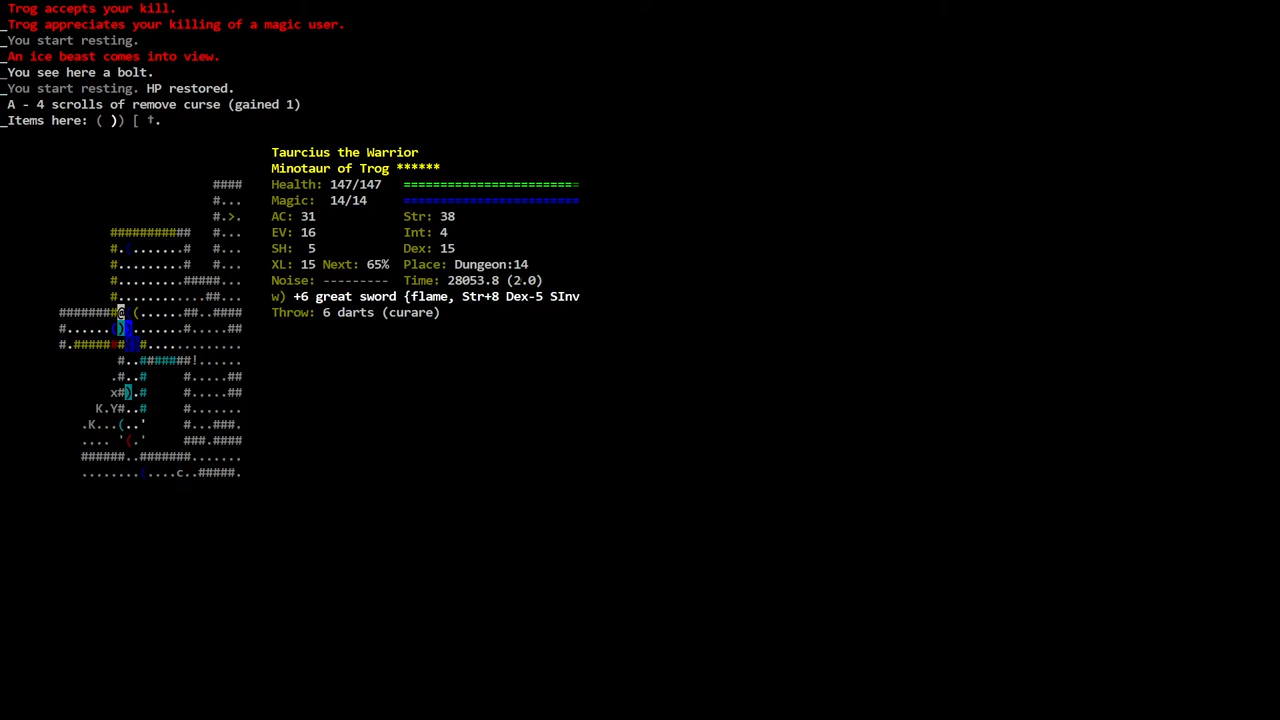 Trog accepts your kill.
_Trog appreciates your killing of a magic user.
_You start resting.
_An ice beast comes into view.
_You see here a bolt.
_You start resting. HP restored.
A - 4 scrolls of remove curse (gained 1)
_Items here: ( )) [ †.
Taurcius the Warrior
Minotaur of Trog ******
Health: 147/147 ========================
Magic: 14/14 ========================
AC: 31 Str: 38
EV: 16 Int: 4
SH: 5 Dex: 15
XL: 15 Next: 65% Place: Dungeon:14
Noise: --------- Time: 28053.8 (2.0)
w) +6 great sword {flame, Str+8 Dex-5 SInv
Throw: 6 darts (curare)